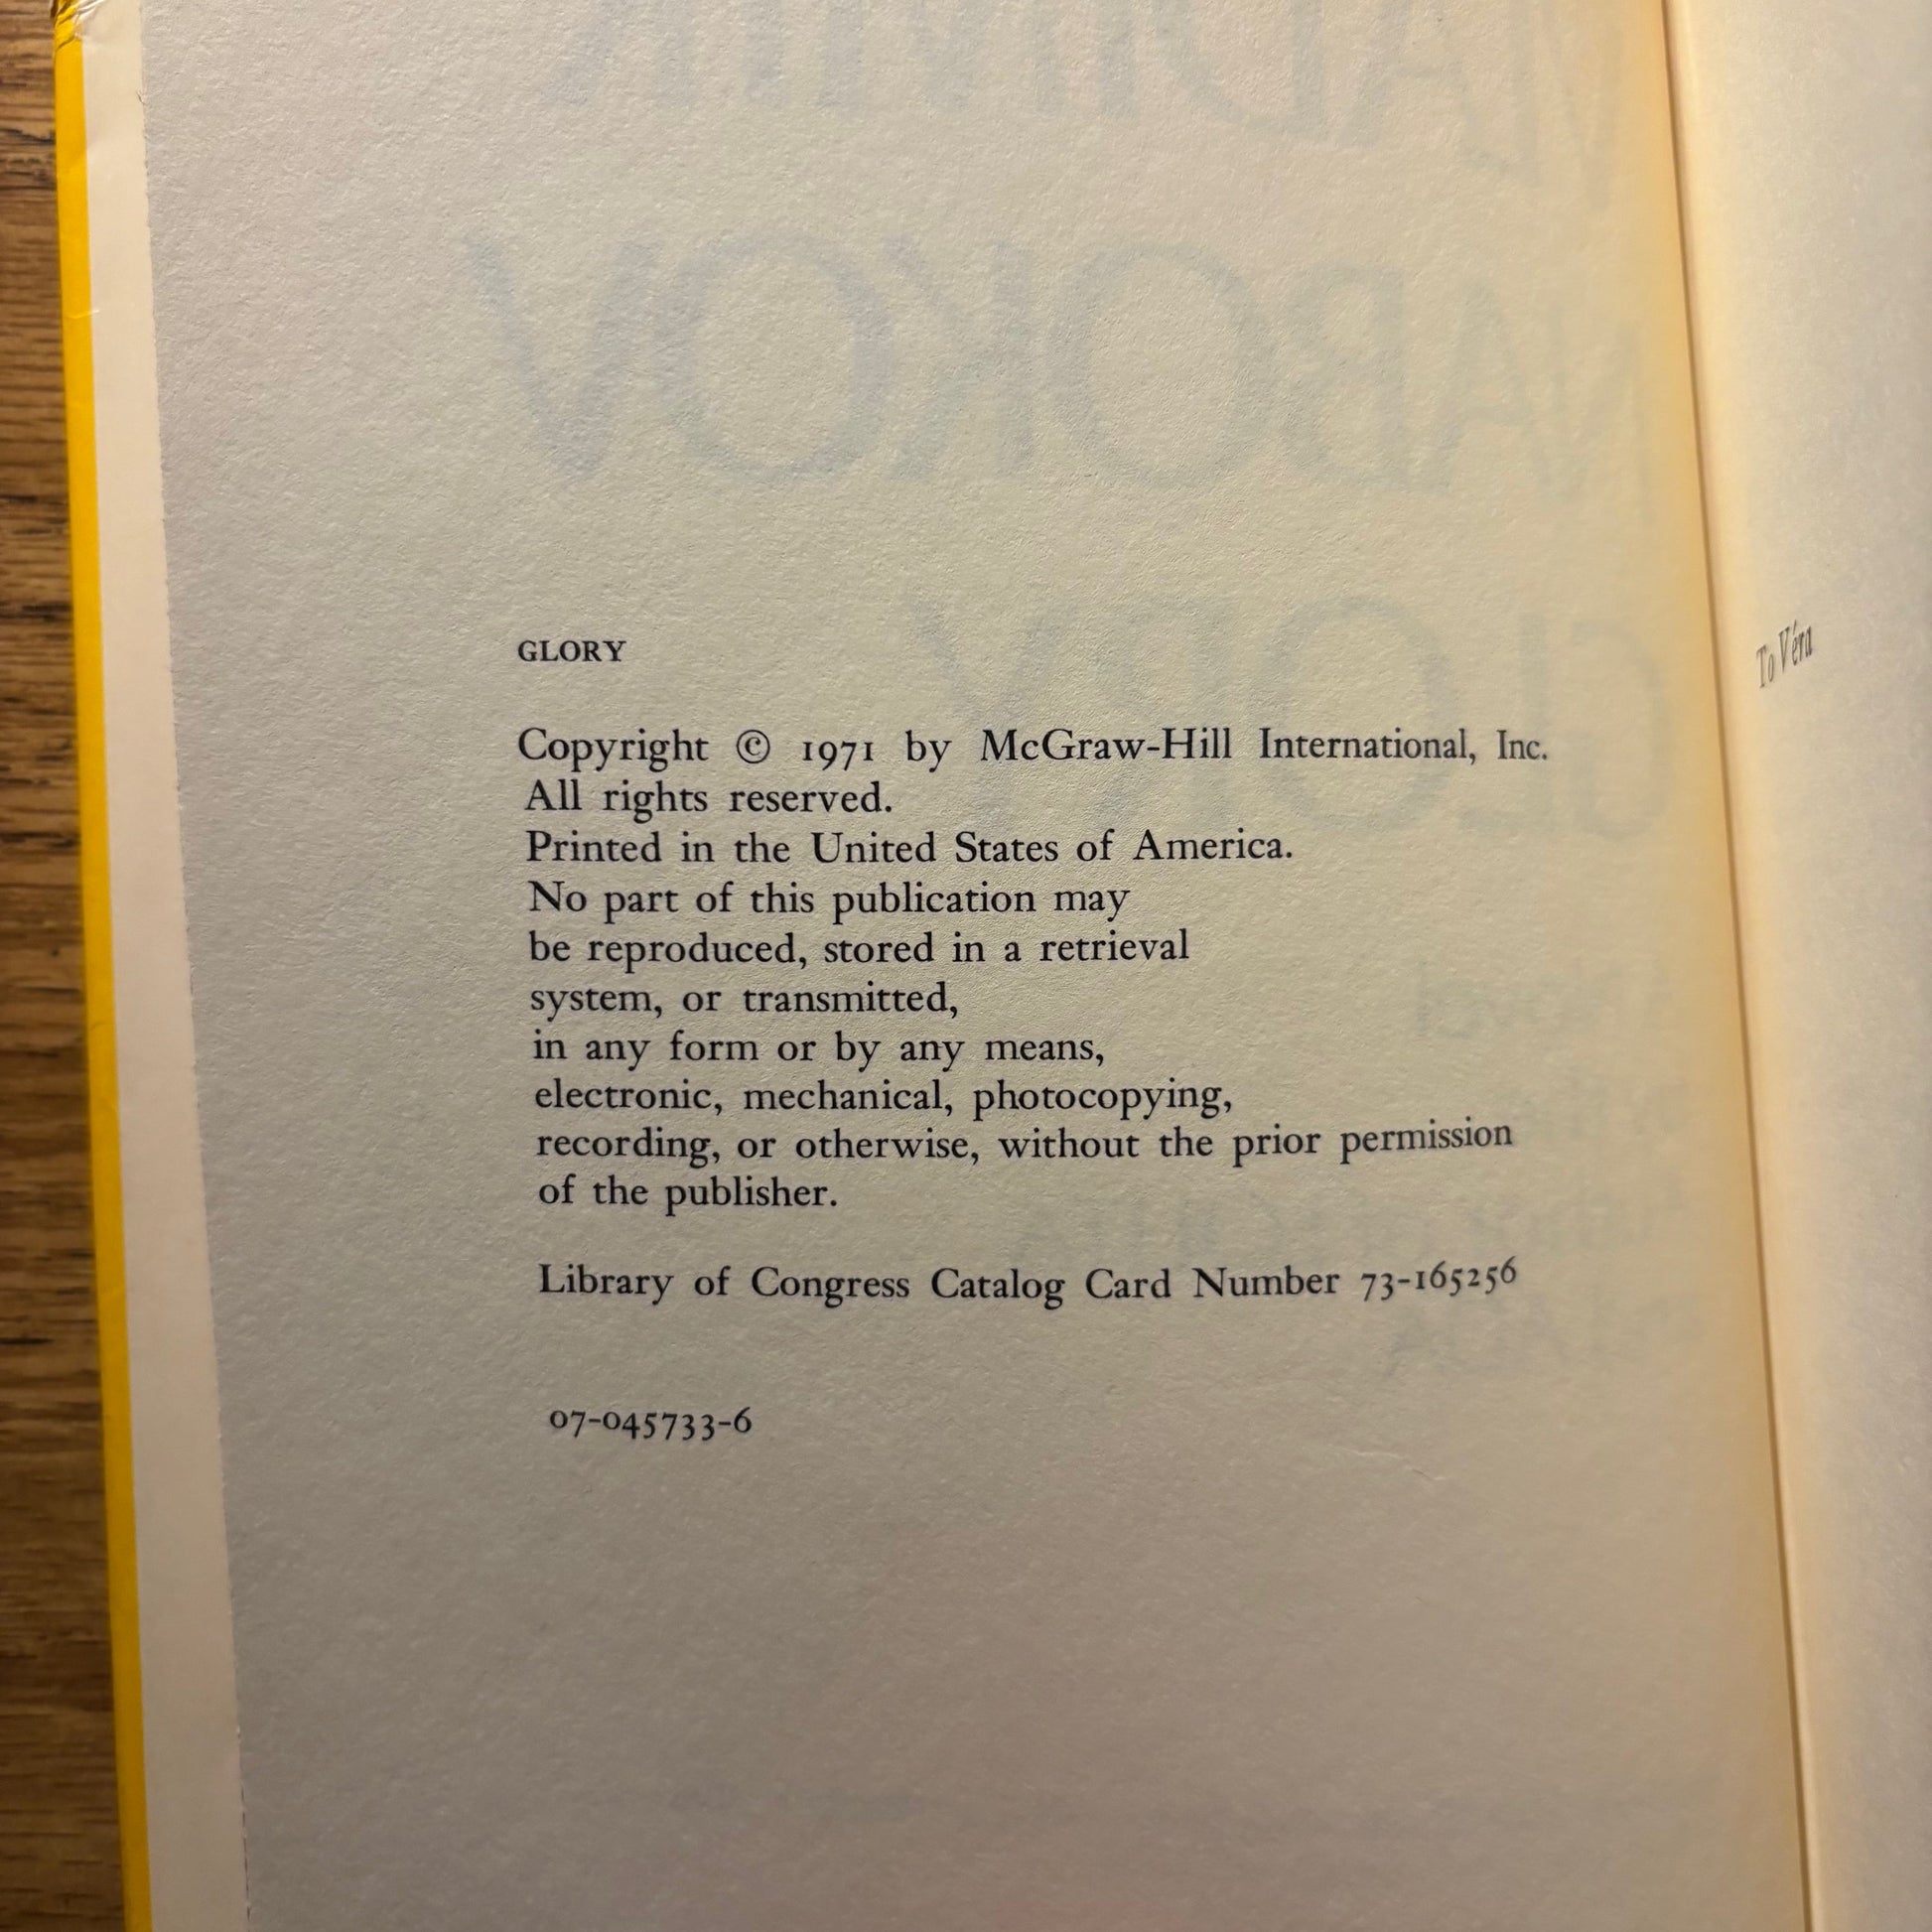 GLORY
Copyright © 1971 by McGraw-Hill International, Inc.
All rights reserved.
Printed in the United States of America.
No part of this publication may
be reproduced, stored in a retrieval
system, or transmitted,
in any form or by any means,
electronic, mechanical, photocopying,
recording, or otherwise, without the prior permission
of the publisher.
Library of Congress Catalog Card Number 73-165256
07-045733-6
To Véra